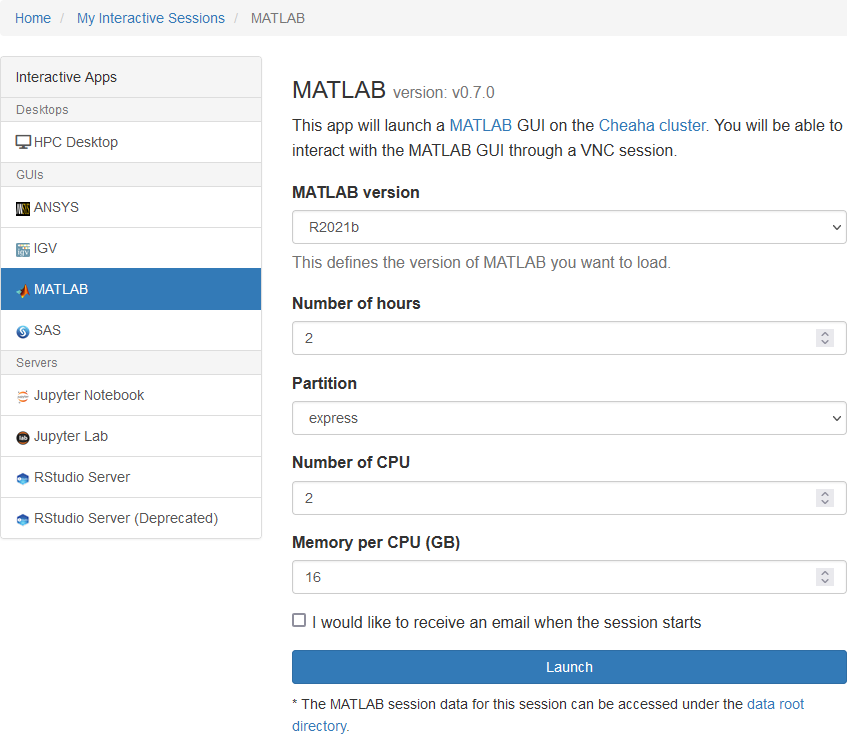 Home / My Interactive Sessions / MATLAB
Interactive Apps
Desktops
HPC Desktop
GUIs
ANSYS
IGV
MATLAB
SAS
Servers
Jupyter Notebook
Jupyter Lab
RStudio Server
RStudio Server (Deprecated)
MATLAB version: v0.7.0
This app will launch a MATLAB GUI on the Cheaha cluster. You will be able to
interact with the MATLAB GUI through a VNC session.
MATLAB version
R2021b
This defines the version of MATLAB you want to load.
Number of hours
2
Partition
express
Number of CPU
2
Memory per CPU (GB)
16
I would like to receive an email when the session starts
Launch
* The MATLAB session data for this session can be accessed under the data root
directory.